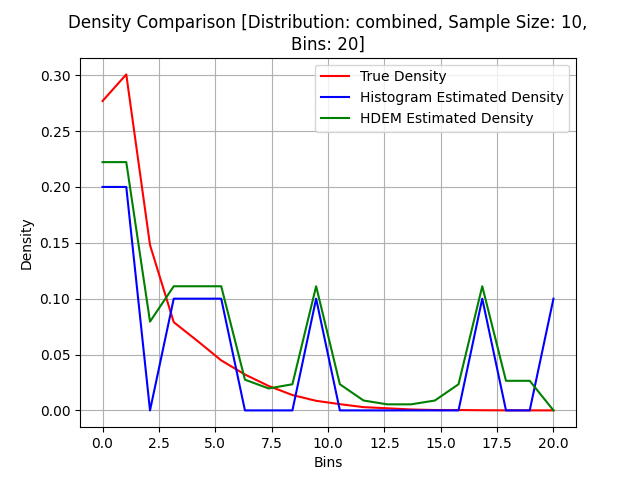 Density Comparison [Distribution: combined, Sample Size: 10,
Bins: 20]
True Density
Histogram Estimated Density
HDEM Estimated Density
Density
0.30
0.25
0.20
0.15
0.10
0.05
0.00
0.0 2.5 5.0 7.5 10.0 12.5 15.0 17.5 20.0
Bins